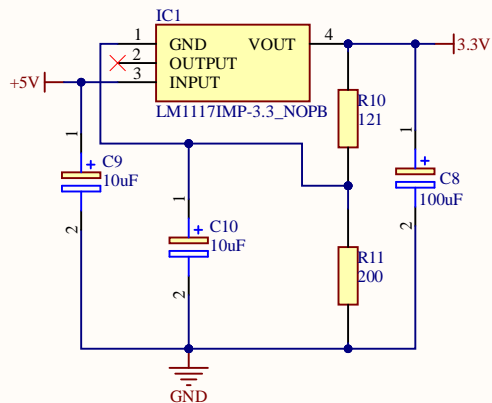 IC1
1 GND VOUT 4 3.3V
2 OUTPUT
+5V 3 INPUT
LM1117IMP-3.3_NOPB
R10
121
1 C9
10uF
2
1 C8
100uF
2
1 C10
10uF
2
R11
200
GND